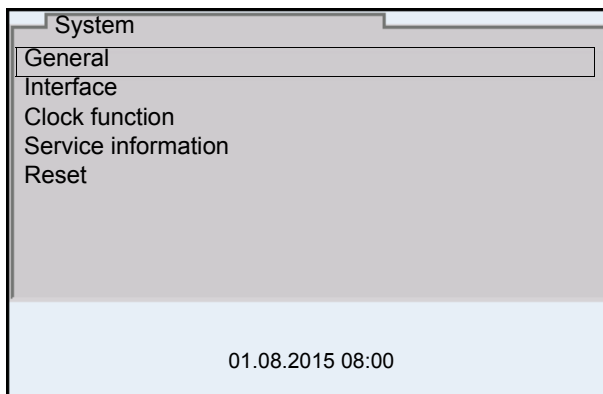 System
General
Interface
Clock function
Service information
Reset
01.08.2015 08:00